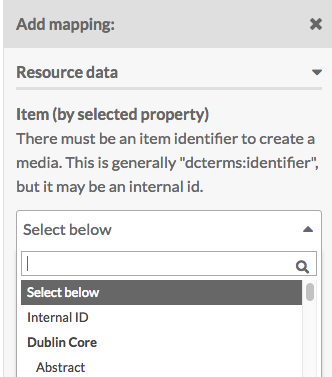 Add mapping:
Resource data
Item (by selected property)
There must be an item identifier to create a
media. This is generally "dcterms:identifier",
but it may be an internal id.
Select below
Select below
Internal ID
Dublin Core
Abstract